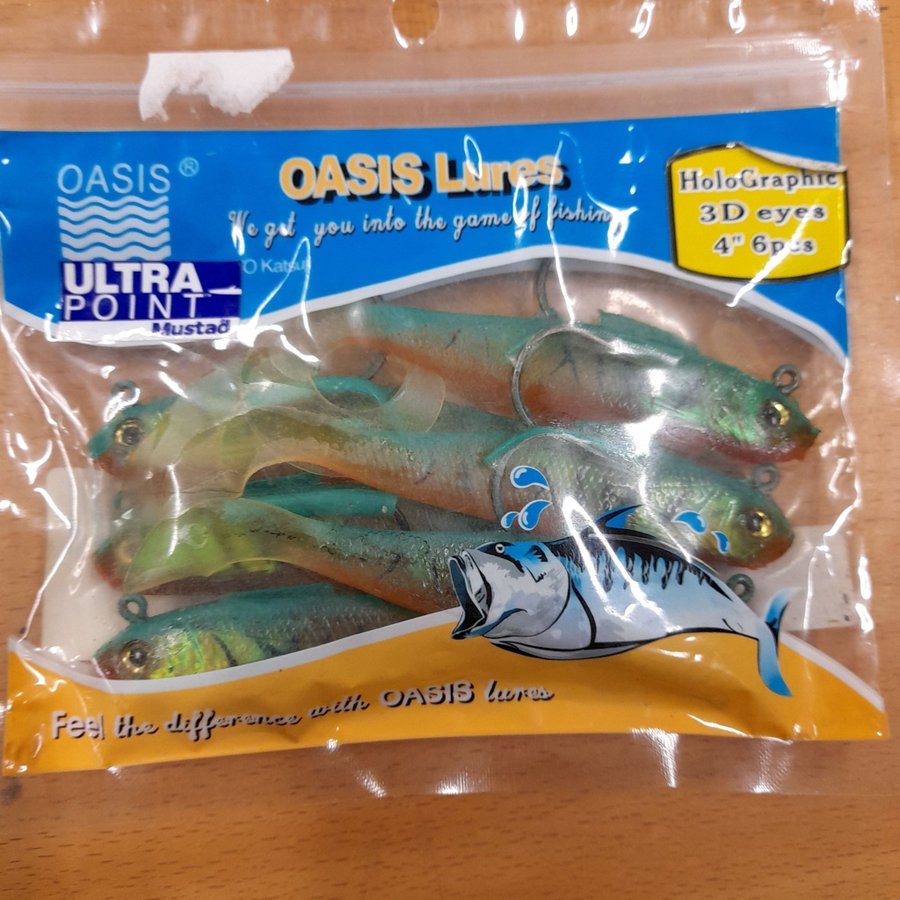 OASIS®
OASIS Lures
We get you into the game of fishing
HoloGraphic
3D eyes
4" 6pcs
ULTRA
POINT
Mustad
Katsu
Feel the difference with OASIS lures